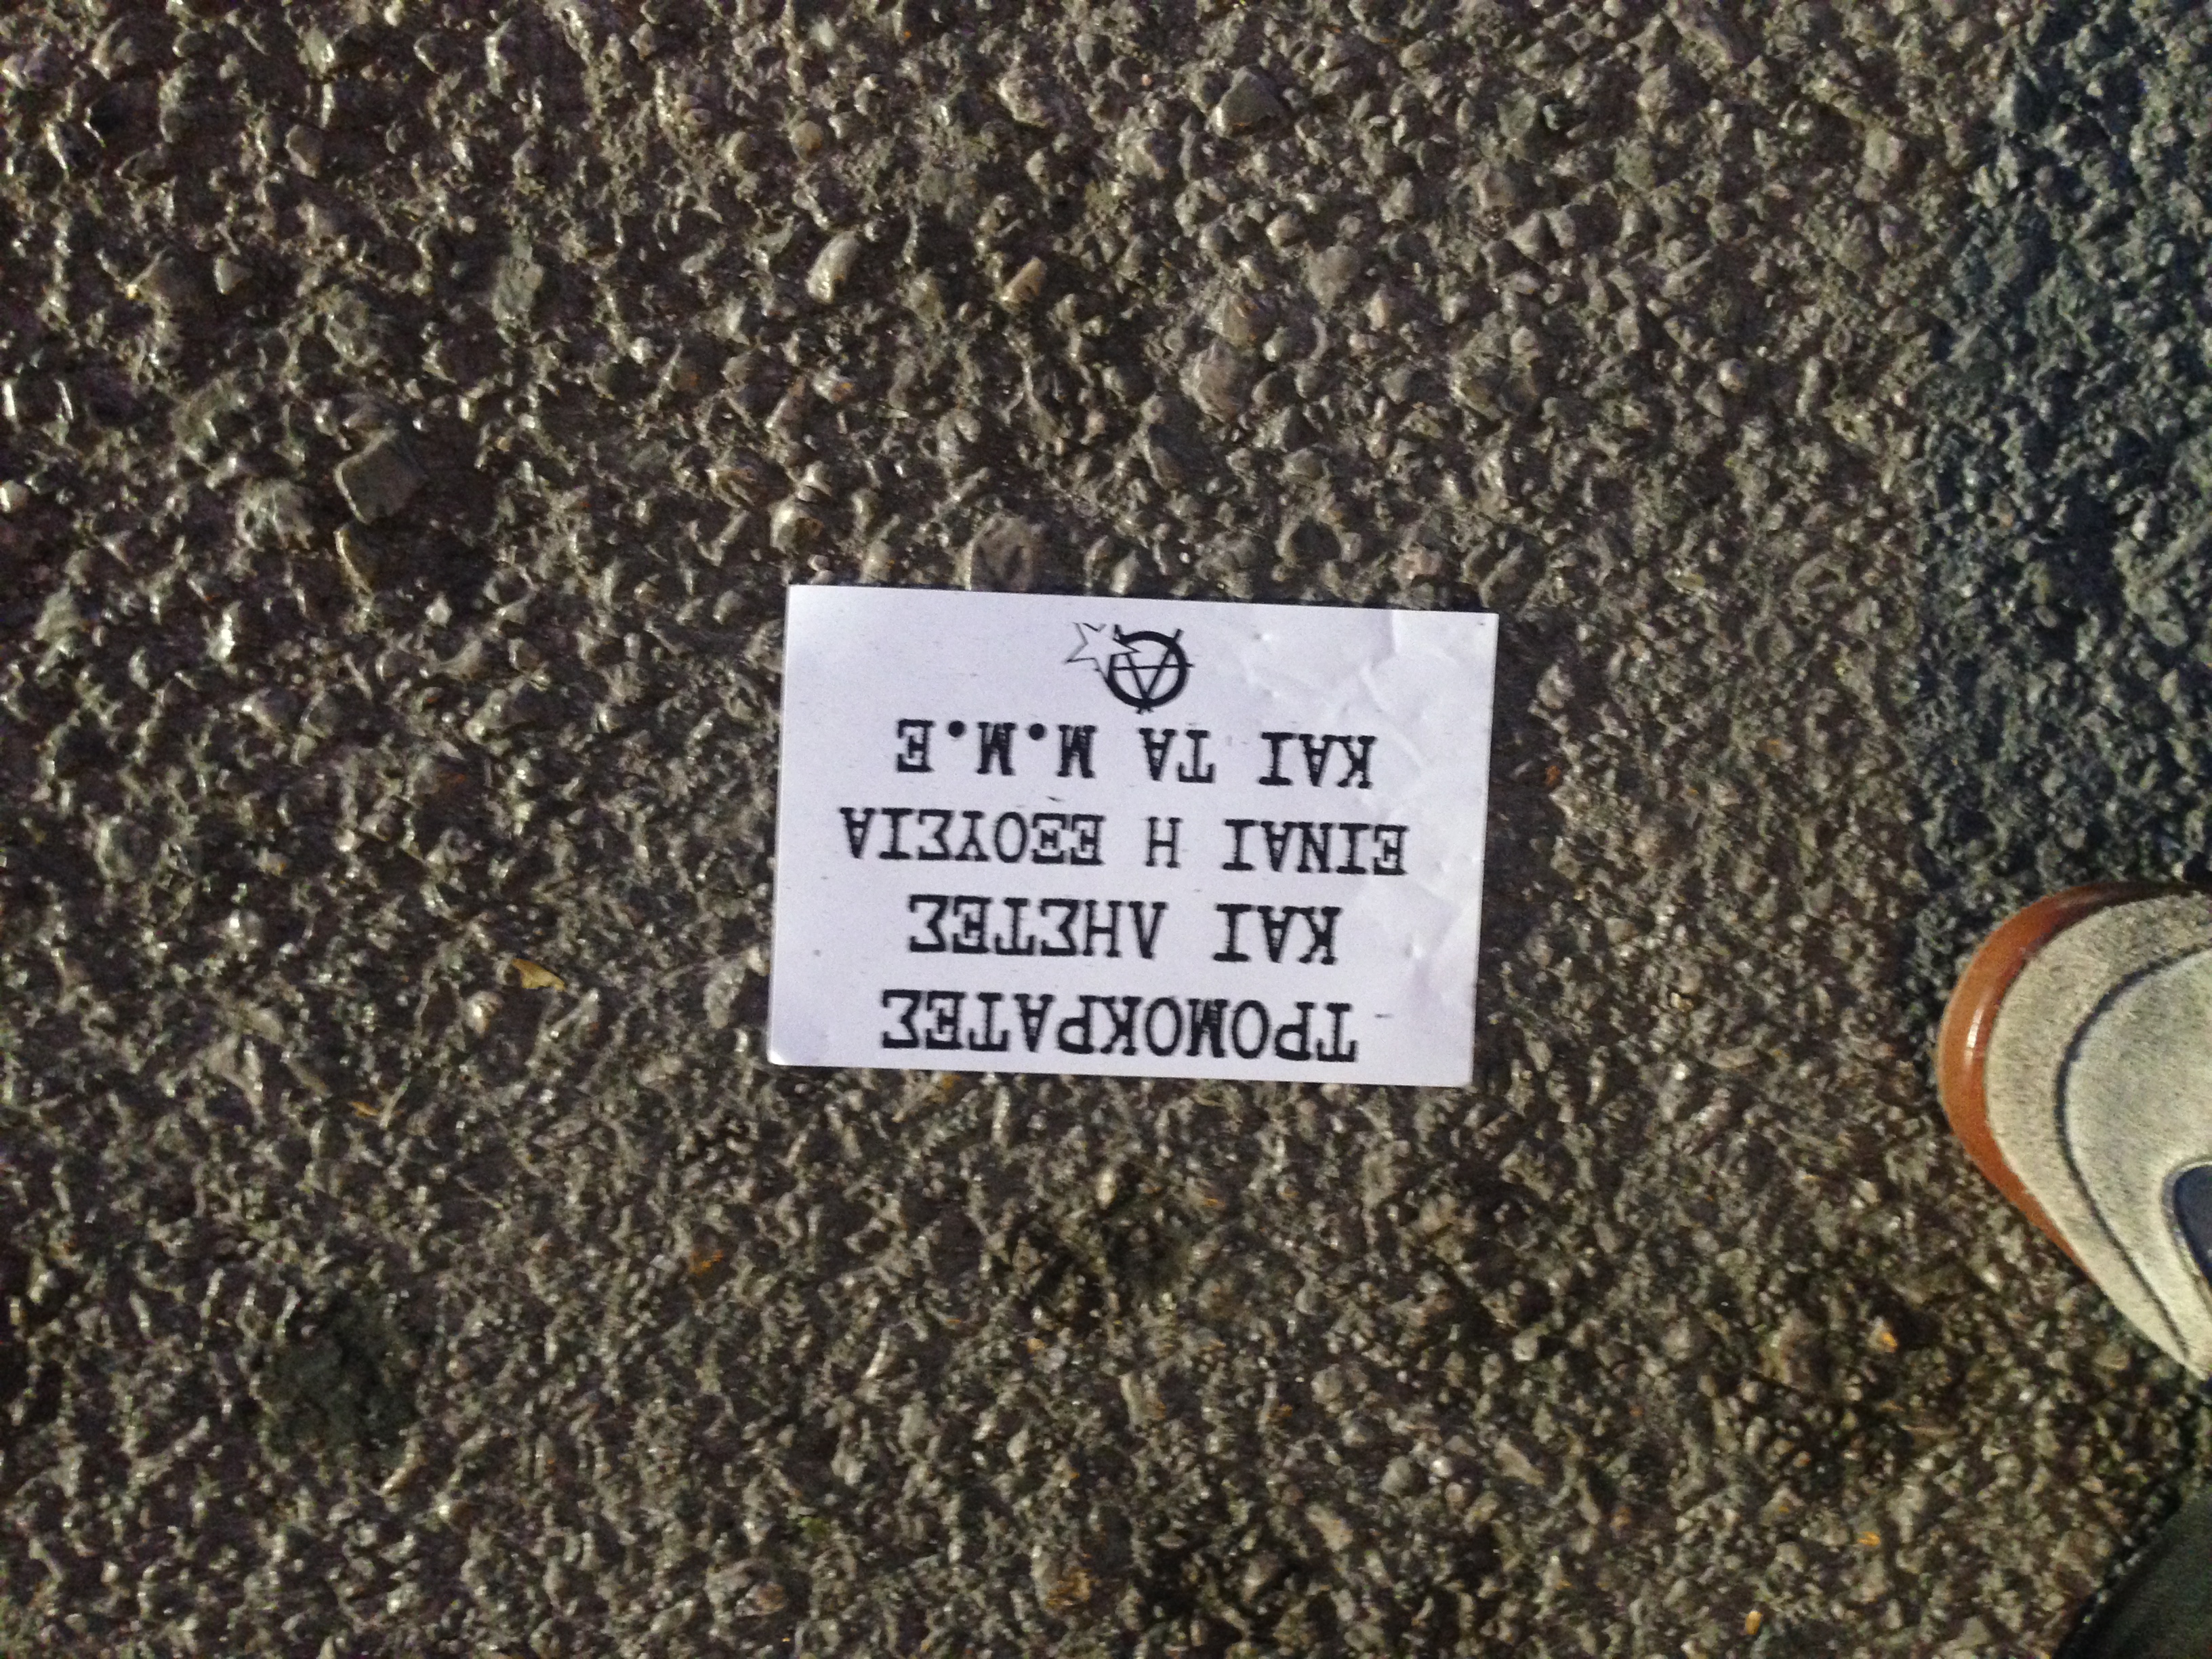 ΤΡΟΜΟΚΡΑΤΕΣ
ΚΑΙ ΛΗΣΤΕΣ
ΕΙΝΑΙ Η ΕΞΟΥΣΙΑ
ΚΑΙ ΤΑ Μ.Μ.Ε